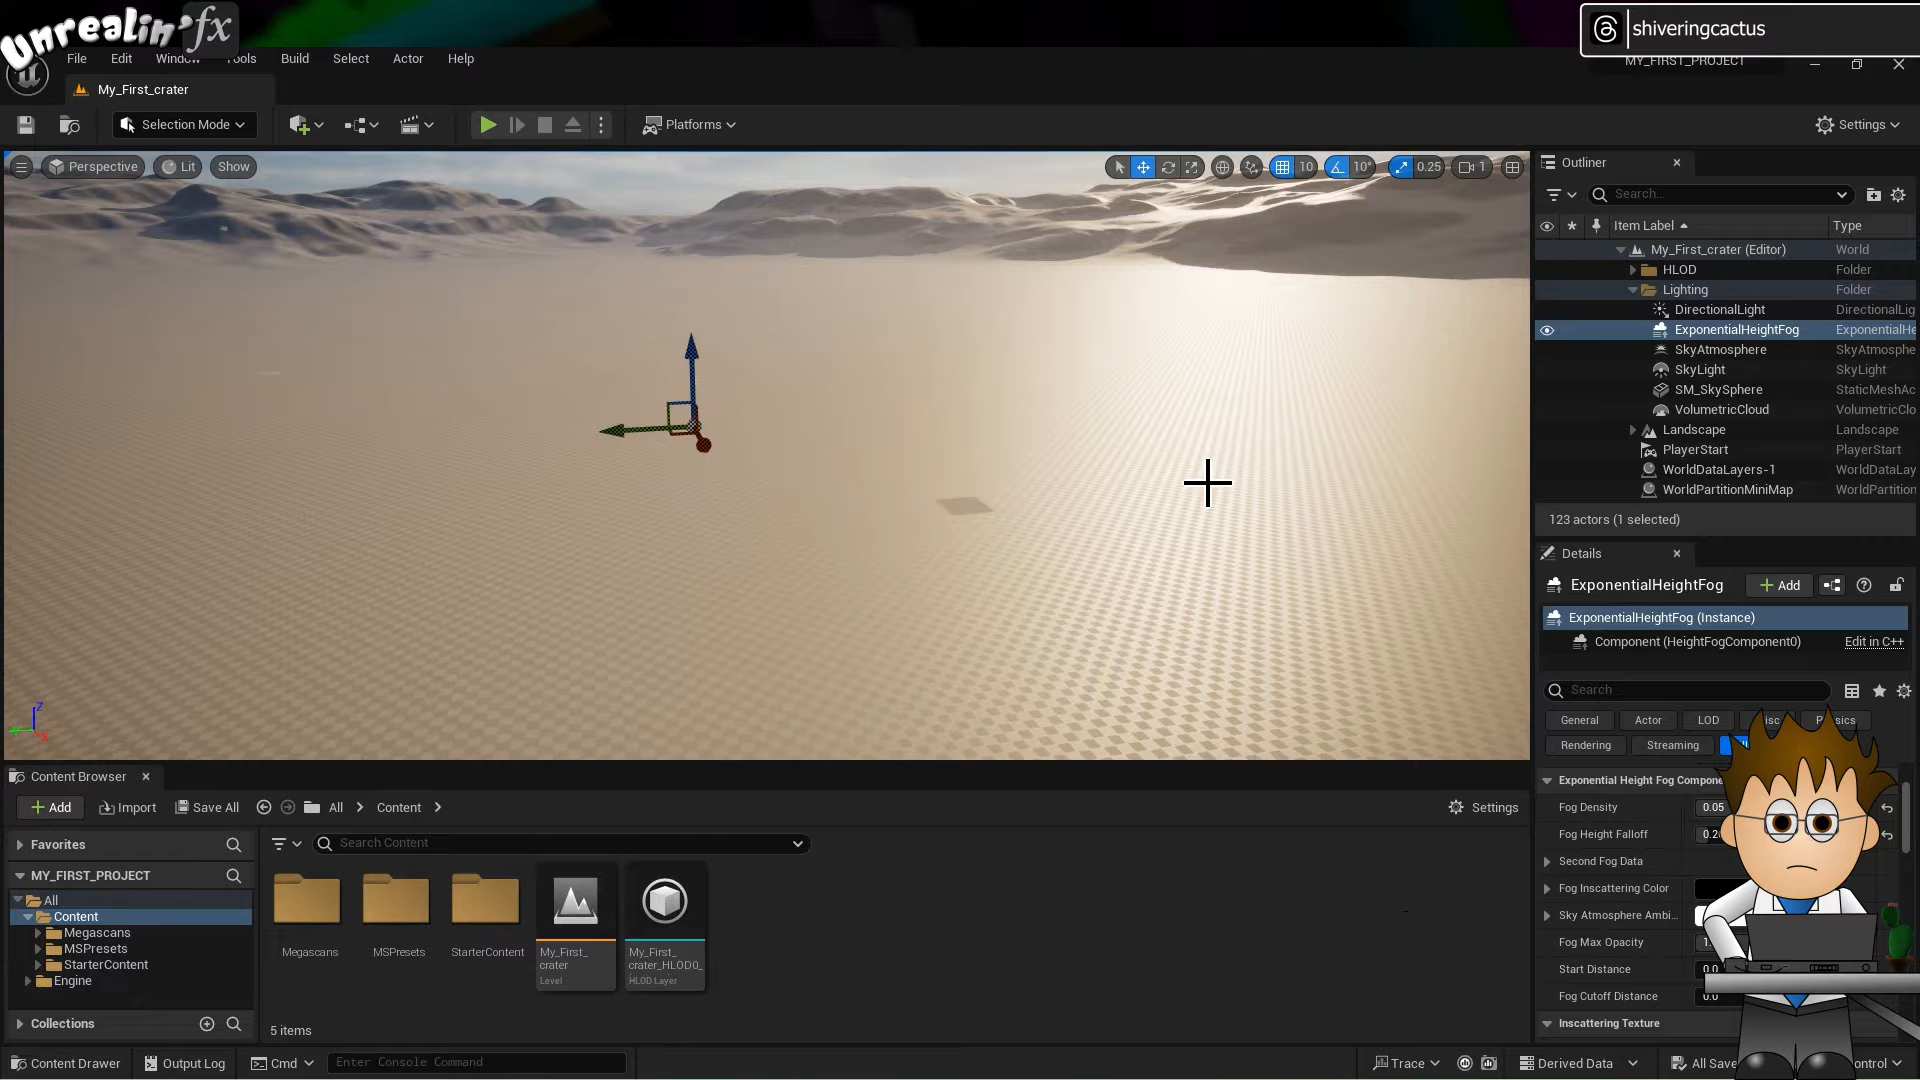 Unrealin' fx
shiveringcactus
File Edit Window Tools Build Select Actor Help
MY_FIRST_PROJECT
My_First_crater
Selection Mode
Platforms
Settings
Perspective Lit Show
10 10° 0.25 1
Outliner
Search...
Item Label Type
My_First_crater (Editor) World
HLOD Folder
Lighting Folder
DirectionalLight DirectionalLig
ExponentialHeightFog ExponentialHe
SkyAtmosphere SkyAtmosphe
SkyLight SkyLight
SM_SkySphere StaticMeshAc
VolumetricCloud VolumetricClo
Landscape Landscape
PlayerStart PlayerStart
WorldDataLayers-1 WorldDataLay
WorldPartitionMiniMap WorldPartition
123 actors (1 selected)
Details
ExponentialHeightFog Add
ExponentialHeightFog (Instance)
Component (HeightFogComponent0) Edit in C++
Search
General Actor LOD
Rendering Streaming
Exponential Height Fog Compone
Fog Density 0.05
Fog Height Falloff
Second Fog Data
Fog Inscattering Color
Sky Atmosphere Ambi...
Fog Max Opacity
Start Distance 0.0
Fog Cutoff Distance 0.0
Inscattering Texture
Z
Content Browser
Add Import Save All All Content Settings
Favorites
Search Content
MY_FIRST_PROJECT
All
Content
Megascans
MSPresets
StarterContent
Engine
Collections
Megascans MSPresets StarterContent
My_First_
crater
Level
My_First_
crater_HLOD0_
HLOD Layer
5 items
Content Drawer Output Log Cmd Enter Console Command Trace Derived Data All Save